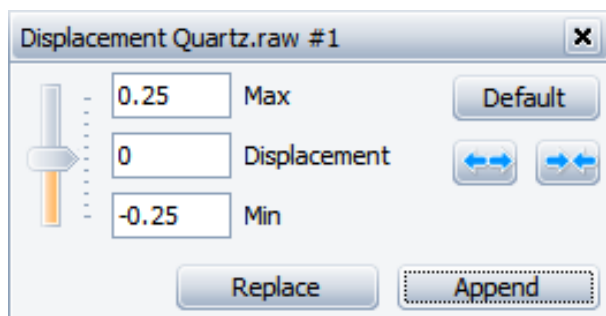 Displacement Quartz.raw #1
0.25 Max Default
0 Displacement
-0.25 Min
Replace Append